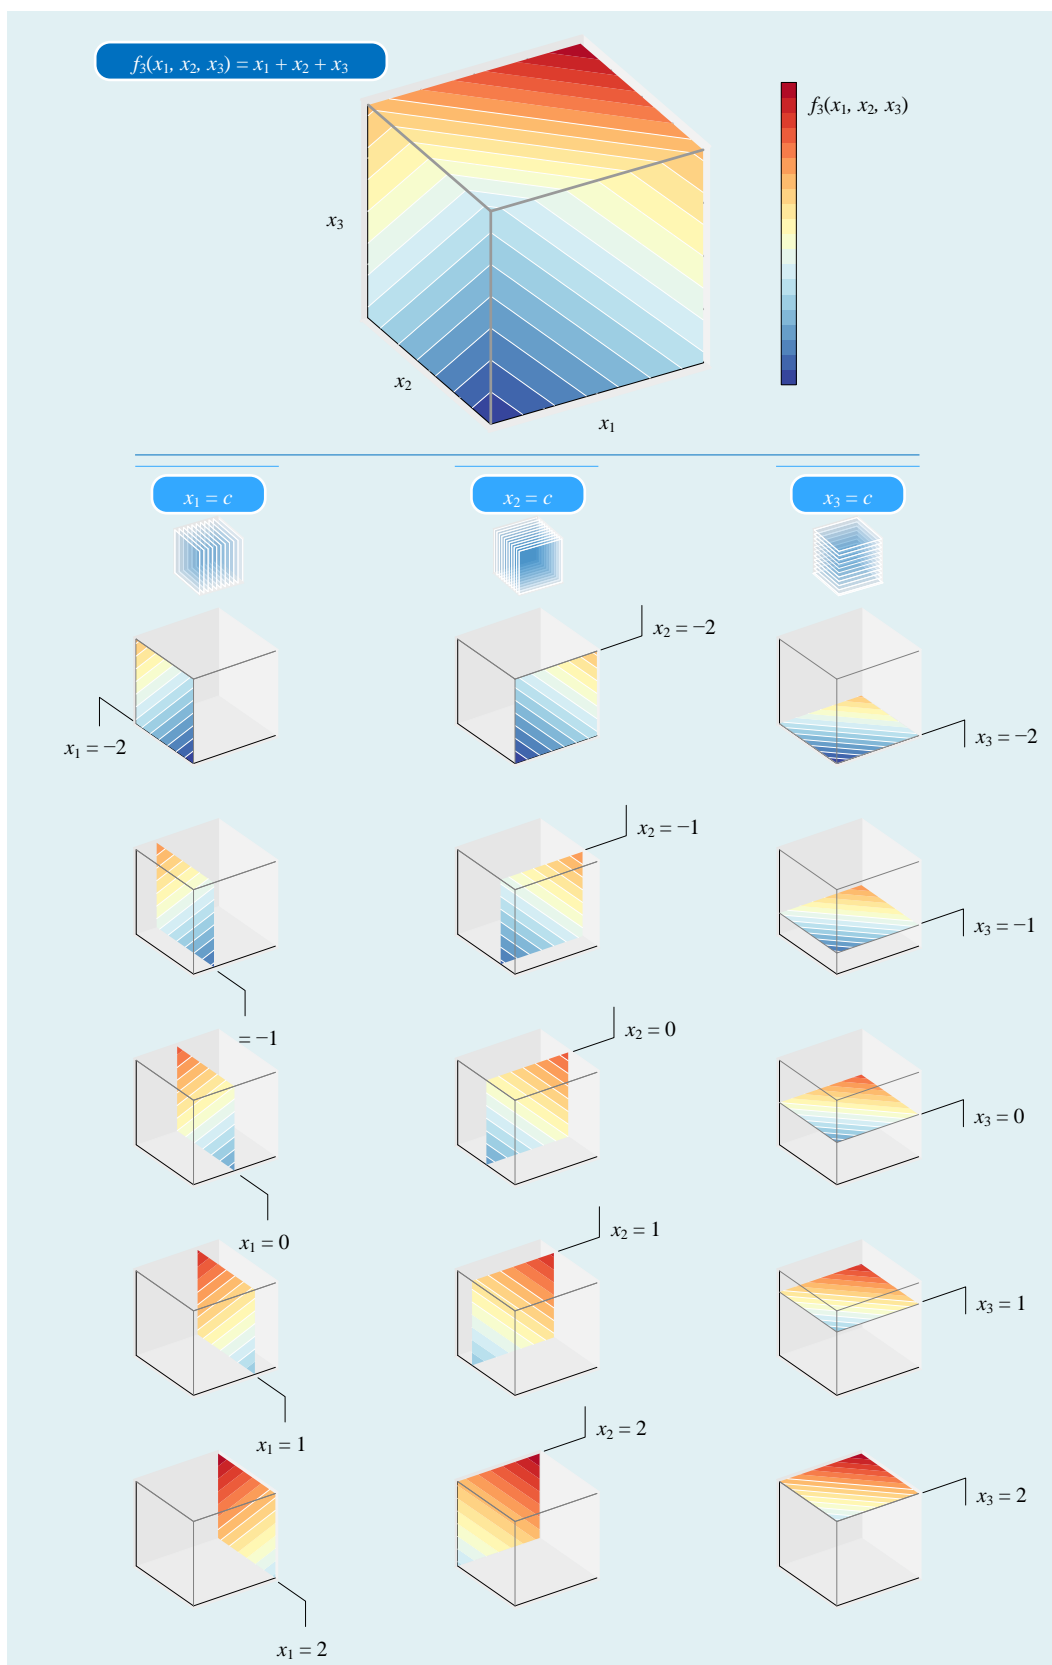 f₃(x₁, x₂, x₃) = x₁ + x₂ + x₃
f₃(x₁, x₂, x₃)
x₃
x₂
x₁
x₁ = c
x₂ = c
x₃ = c
x₂ = −2
x₁ = −2
x₃ = −2
x₂ = −1
x₃ = −1
= −1
x₂ = 0
x₃ = 0
x₁ = 0
x₂ = 1
x₃ = 1
x₁ = 1
x₂ = 2
x₃ = 2
x₁ = 2